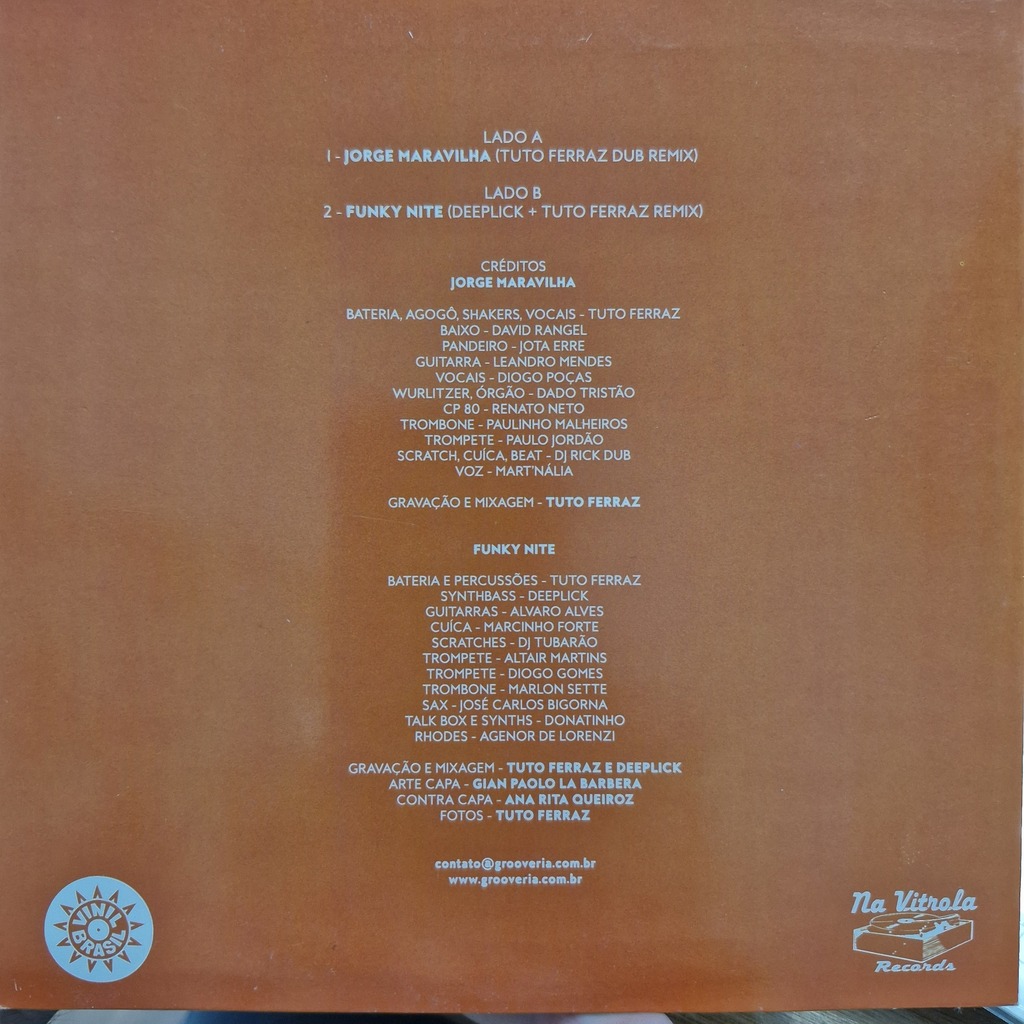 LADO A
1 - JORGE MARAVILHA (TUTO FERRAZ DUB REMIX)
LADO B
2 - FUNKY NITE (DEEPLICK + TUTO FERRAZ REMIX)
CRÉDITOS
JORGE MARAVILHA
BATERIA, AGOGÔ, SHAKERS, VOCAIS - TUTO FERRAZ
BAIXO - DAVID RANGEL
PANDEIRO - JOTA ERRE
GUITARRA - LEANDRO MENDES
VOCAIS - DIOGO POÇAS
WURLITZER, ÓRGÃO - DADO TRISTÃO
CP 80 - RENATO NETO
TROMBONE - PAULINHO MALHEIROS
TROMPETE - PAULO JORDÃO
SCRATCH, CUÍCA, BEAT - DJ RICK DUB
VOZ - MART'NÁLIA
GRAVAÇÃO E MIXAGEM - TUTO FERRAZ
FUNKY NITE
BATERIA E PERCUSSÕES - TUTO FERRAZ
SYNTHBASS - DEEPLICK
GUITARRAS - ALVARO ALVES
CUÍCA - MARCINHO FORTE
SCRATCHES - DJ TUBARÃO
TROMPETE - ALTAIR MARTINS
TROMPETE - DIOGO GOMES
TROMBONE - MARLON SETTE
SAX - JOSÉ CARLOS BIGORNA
TALK BOX E SYNTHS - DONATINHO
RHODES - AGENOR DE LORENZI
GRAVAÇÃO E MIXAGEM - TUTO FERRAZ E DEEPLICK
ARTE CAPA - GIAN PAOLO LA BARBERA
CONTRA CAPA - ANA RITA QUEIROZ
FOTOS - TUTO FERRAZ
contato@grooveria.com.br
www.grooveria.com.br
VINIL
BRASIL
Na Vitrola
Records